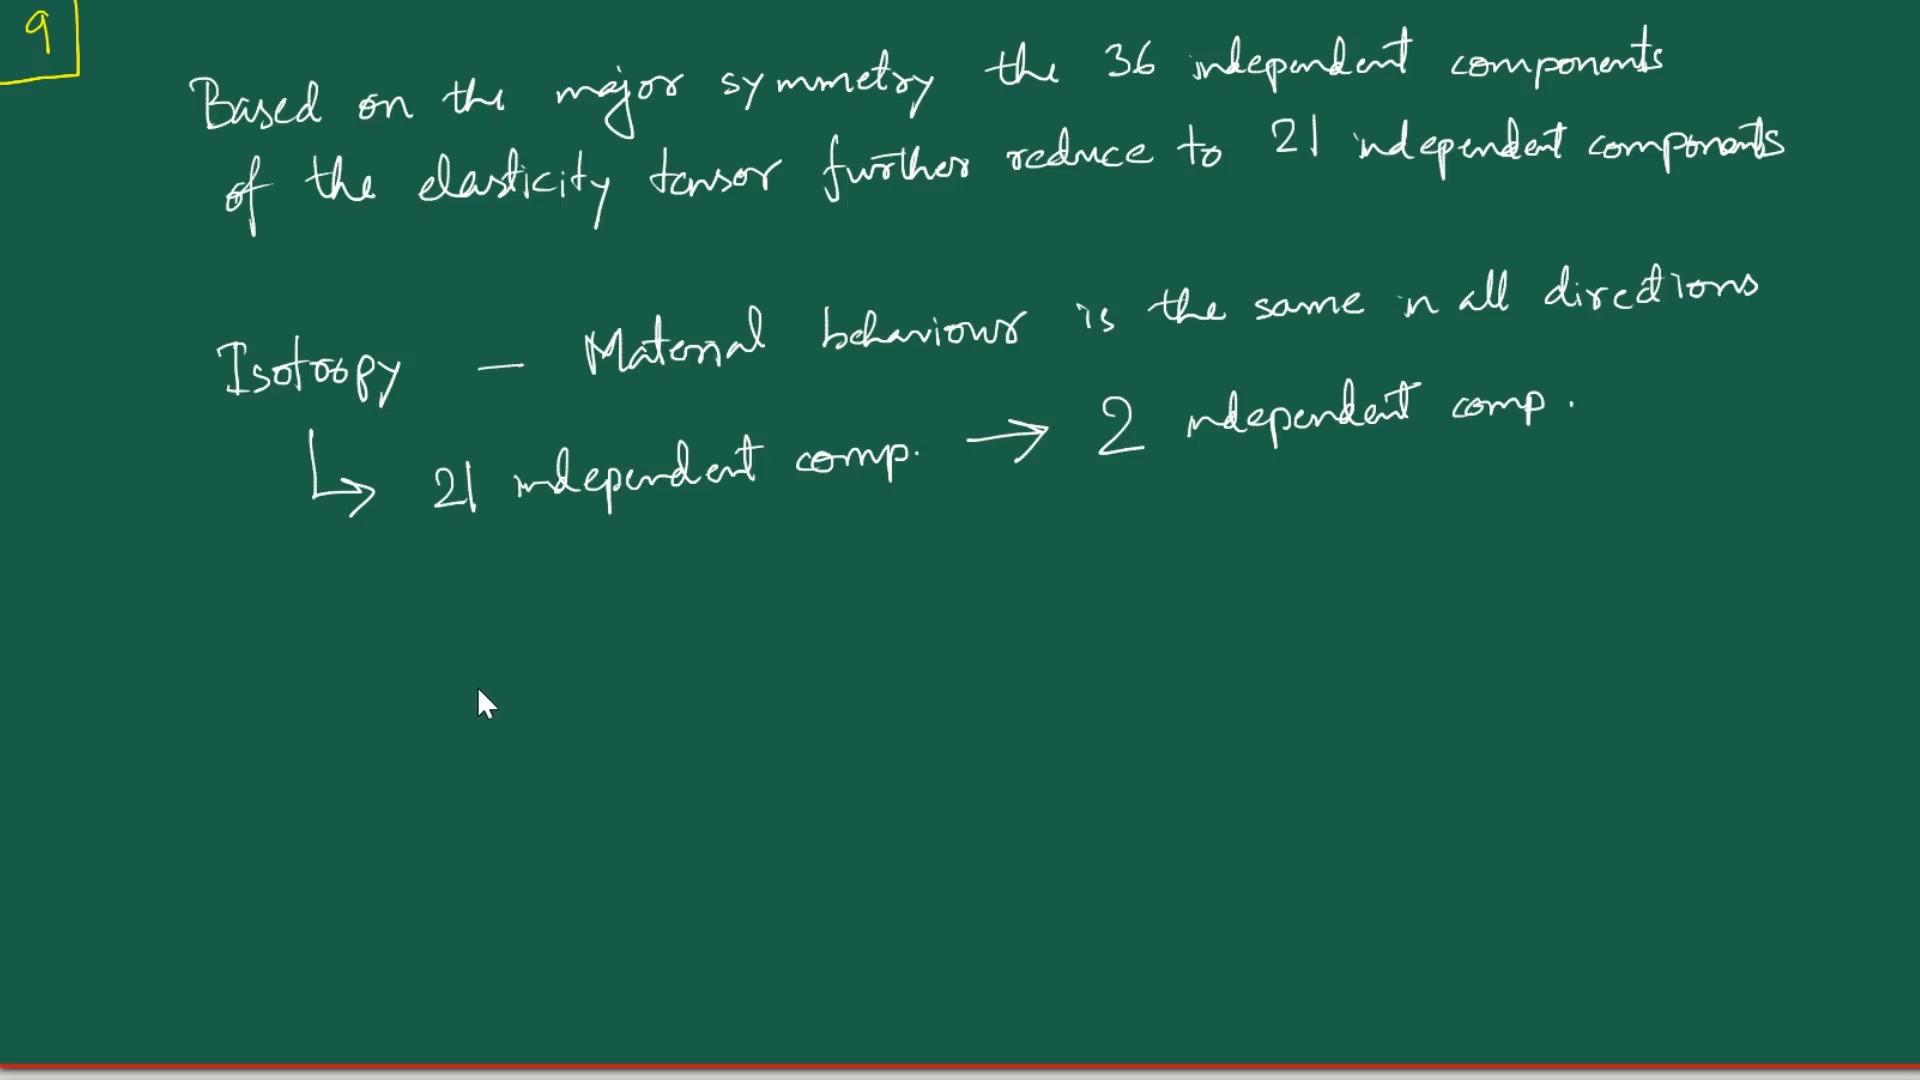 9
Based on the major symmetry the 36 independent components
of the elasticity tensor further reduce to 21 independent components
Isotropy — Material behaviour is the same in all directions
↳ 21 independent comp. → 2 independent comp.